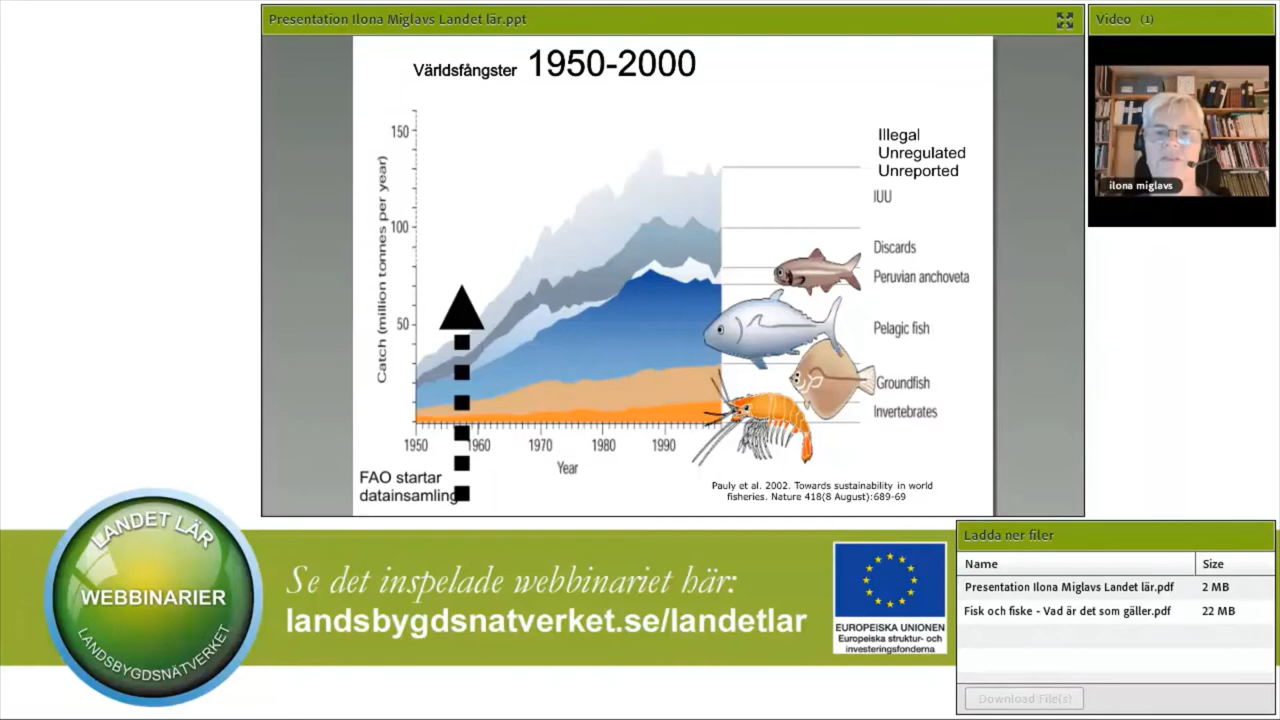 Presentation Ilona Miglavs Landet lär.ppt
Världsfångster 1950-2000
Catch (million tonnes per year)
150
100
50
1950
1960
1970
1980
1990
Year
Illegal
Unregulated
Unreported
IUU
Discards
Peruvian anchoveta
Pelagic fish
Groundfish
Invertebrates
FAO startar
datainsamling
Pauly et al. 2002. Towards sustainability in world
fisheries. Nature 418(8 August):689-69
Video (1)
ilona miglavs
LANDET LÄR
WEBBINARIER
LANDSBYGDSNÄTVERKET
Se det inspelade webbinariet här:
landsbygdsnatverket.se/landetlar
EUROPEISKA UNIONEN
Europeiska struktur- och
investeringsfonderna
Ladda ner filer
Name Size
Presentation Ilona Miglavs Landet lär.pdf 2 MB
Fisk och fiske - Vad är det som gäller.pdf 22 MB
Download File(s)